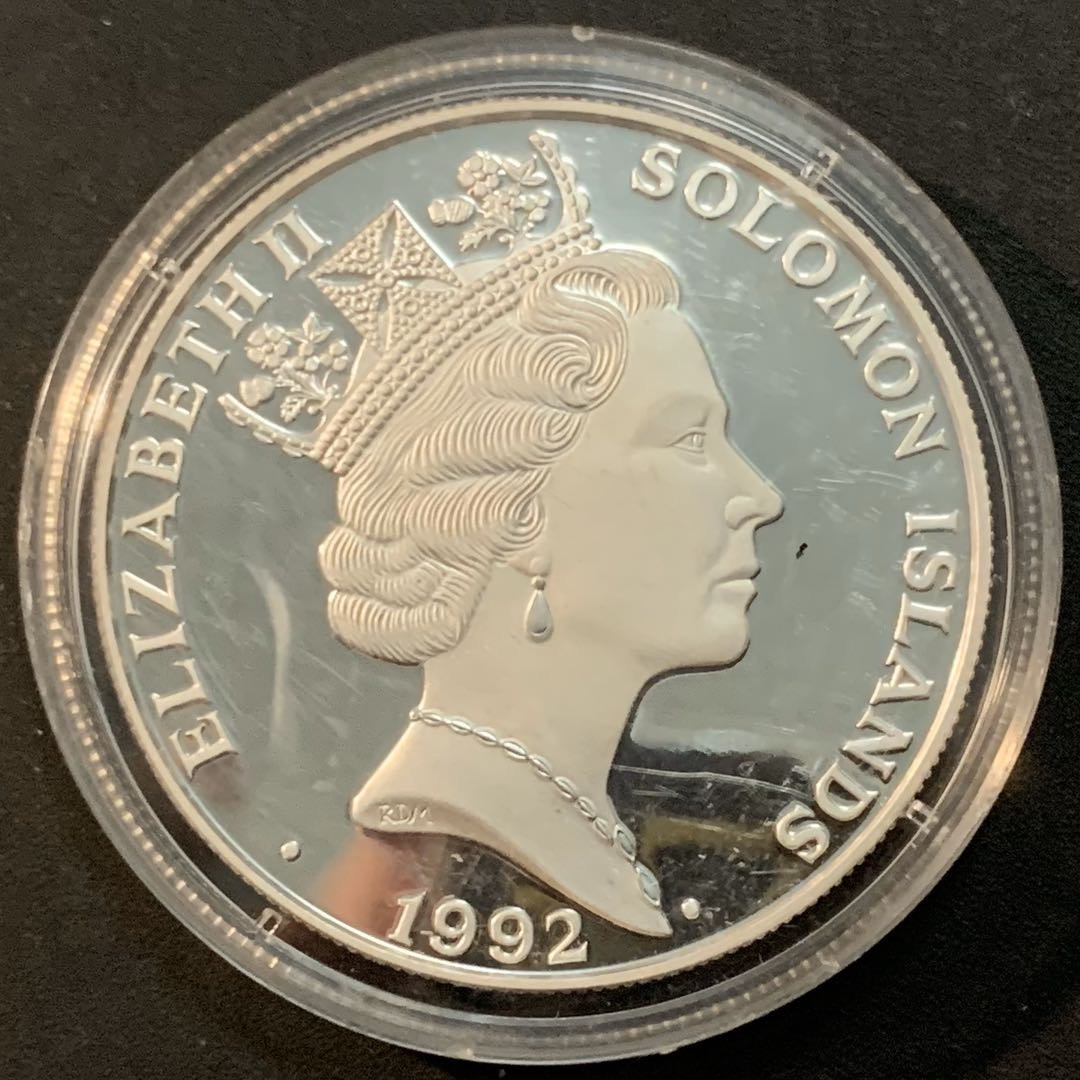 ELIZABETH II
SOLOMON ISLANDS
RDM
1992